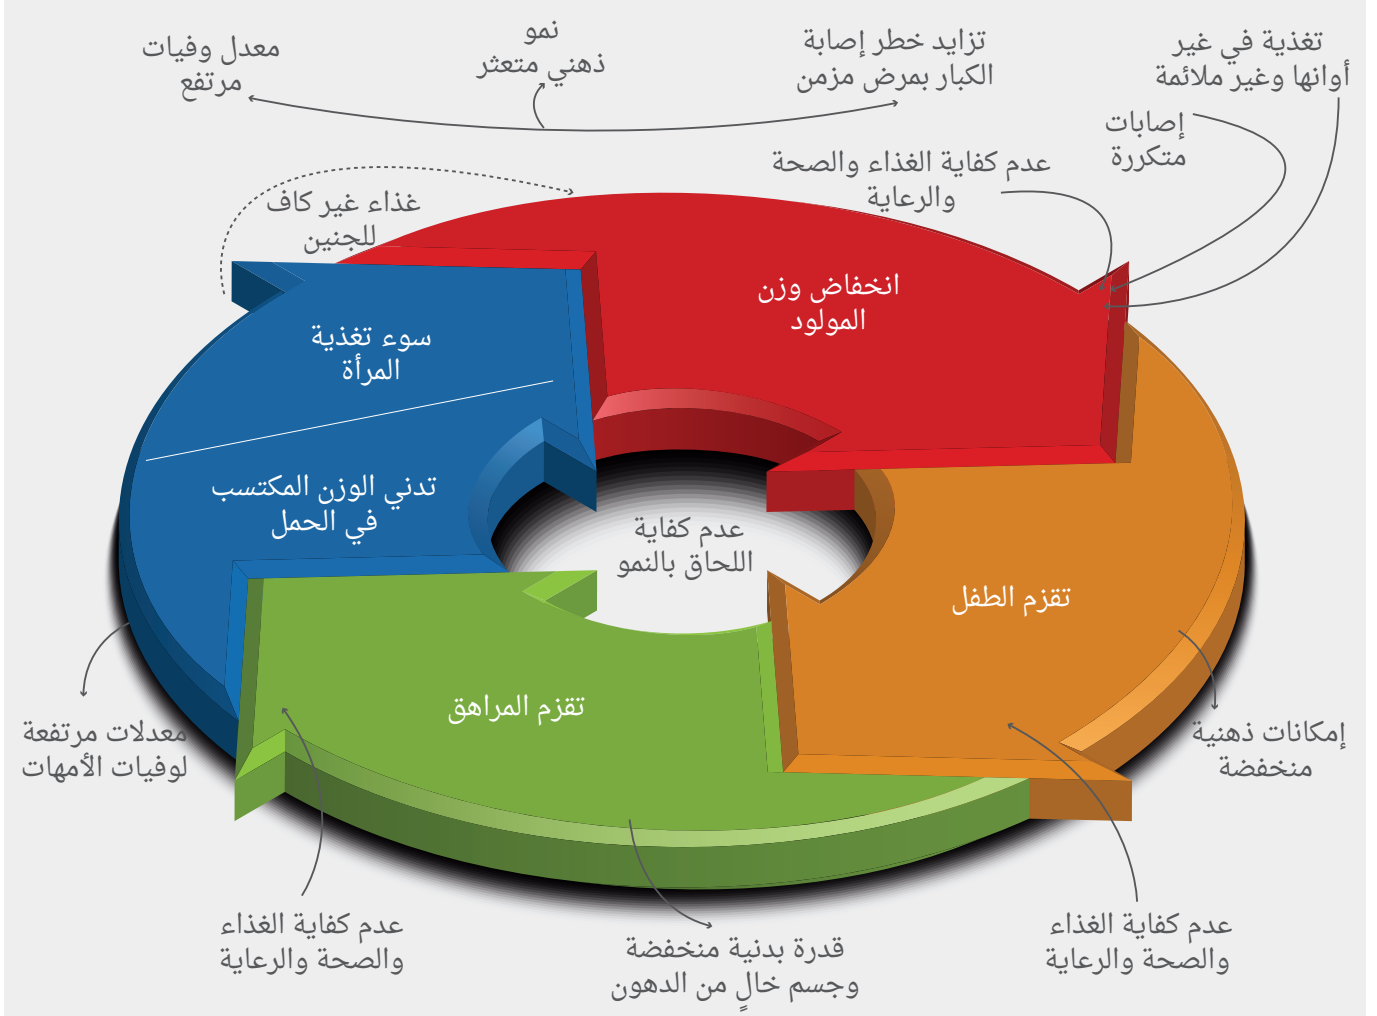 تغذية في غير
أوانها وغير ملائمة
تزايد خطر إصابة
الكبار بمرض مزمن
نمو
ذهني متعثر
معدل وفيات
مرتفع
إصابات
متكررة
عدم كفاية الغذاء والصحة
والرعاية
غذاء غير كاف
للجنين
انخفاض وزن
المولود
سوء تغذية
المرأة
تدني الوزن المكتسب
في الحمل
عدم كفاية
اللحاق بالنمو
تقزم الطفل
تقزم المراهق
إمكانات ذهنية
منخفضة
معدلات مرتفعة
لوفيات الأمهات
عدم كفاية الغذاء
والصحة والرعاية
قدرة بدنية منخفضة
وجسم خالٍ من الدهون
عدم كفاية الغذاء
والصحة والرعاية